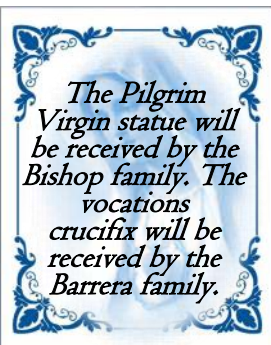 The Pilgrim
Virgin statue will
be received by the
Bishop family. The
vocations
crucifix will be
received by the
Barrera family.